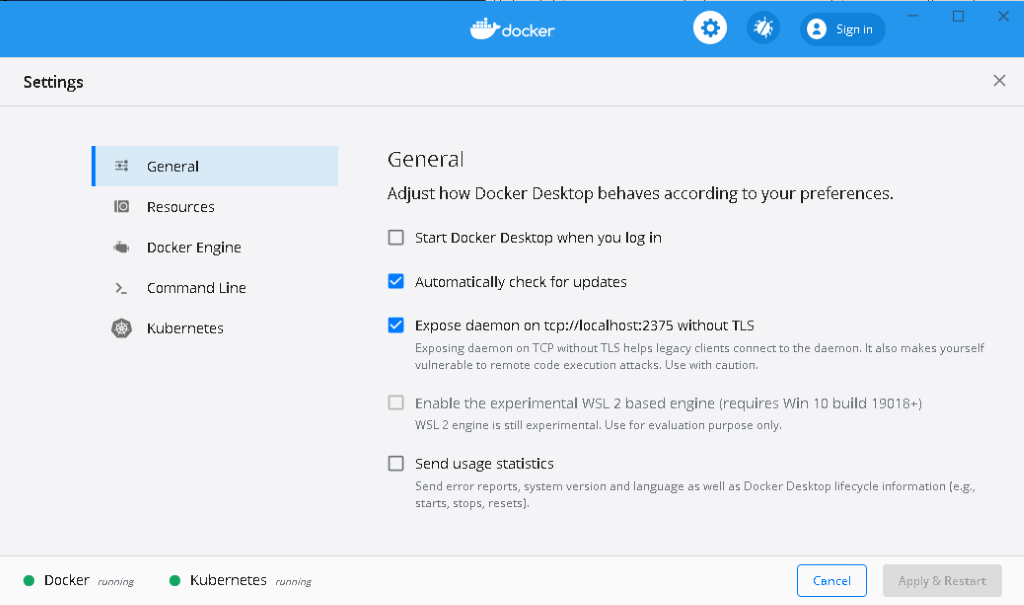 docker
Sign in
Settings
General
Resources
Docker Engine
Command Line
Kubernetes
General
Adjust how Docker Desktop behaves according to your preferences.
Start Docker Desktop when you log in
Automatically check for updates
Expose daemon on tcp://localhost:2375 without TLS
Exposing daemon on TCP without TLS helps legacy clients connect to the daemon. It also makes yourself
vulnerable to remote code execution attacks. Use with caution.
Enable the experimental WSL 2 based engine (requires Win 10 build 19018+)
WSL 2 engine is still experimental. Use for evaluation purpose only.
Send usage statistics
Send error reports, system version and language as well as Docker Desktop lifecycle information (e.g.,
starts, stops, resets).
Docker running
Kubernetes running
Cancel
Apply & Restart